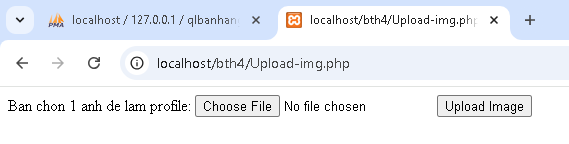 PMA localhost / 127.0.0.1 / qlbanhan
localhost/bth4/Upload-img.php
localhost/bth4/Upload-img.php
Ban chon 1 anh de lam profile: Choose File No file chosen Upload Image